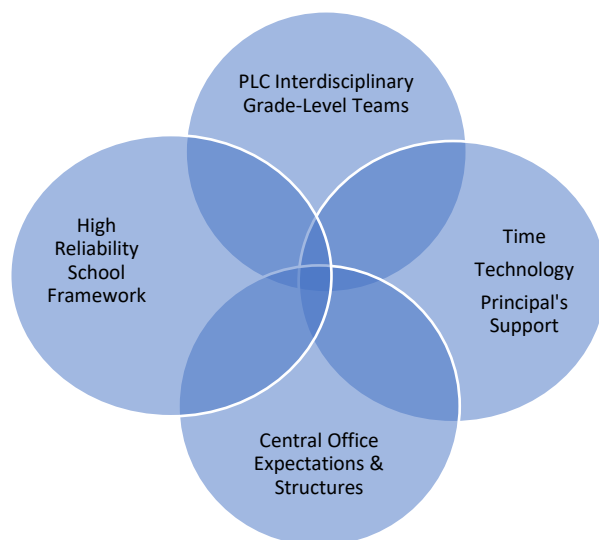 PLC Interdisciplinary
Grade-Level Teams
High
Reliability
School
Framework
Time
Technology
Principal's
Support
Central Office
Expectations &
Structures